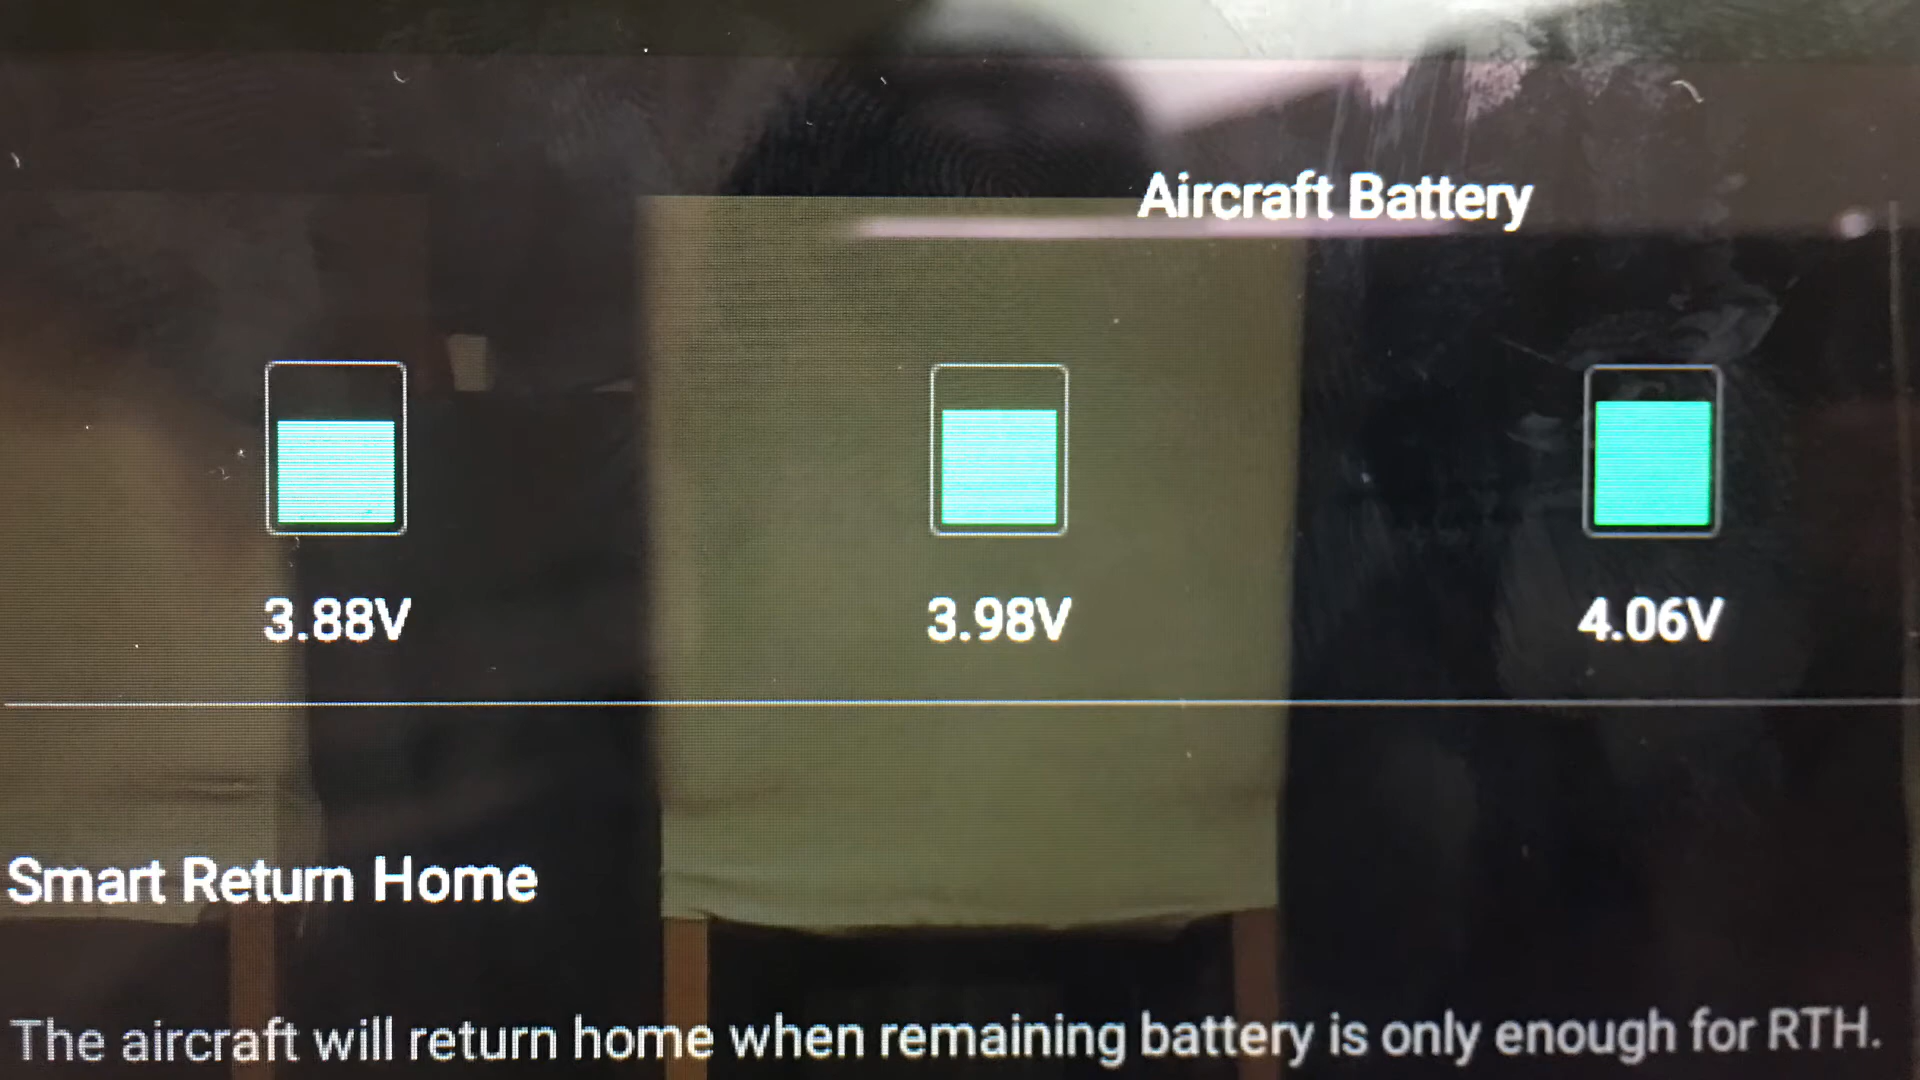 Aircraft Battery
3.88V 3.98V 4.06V
Smart Return Home
The aircraft will return home when remaining battery is only enough for RTH.